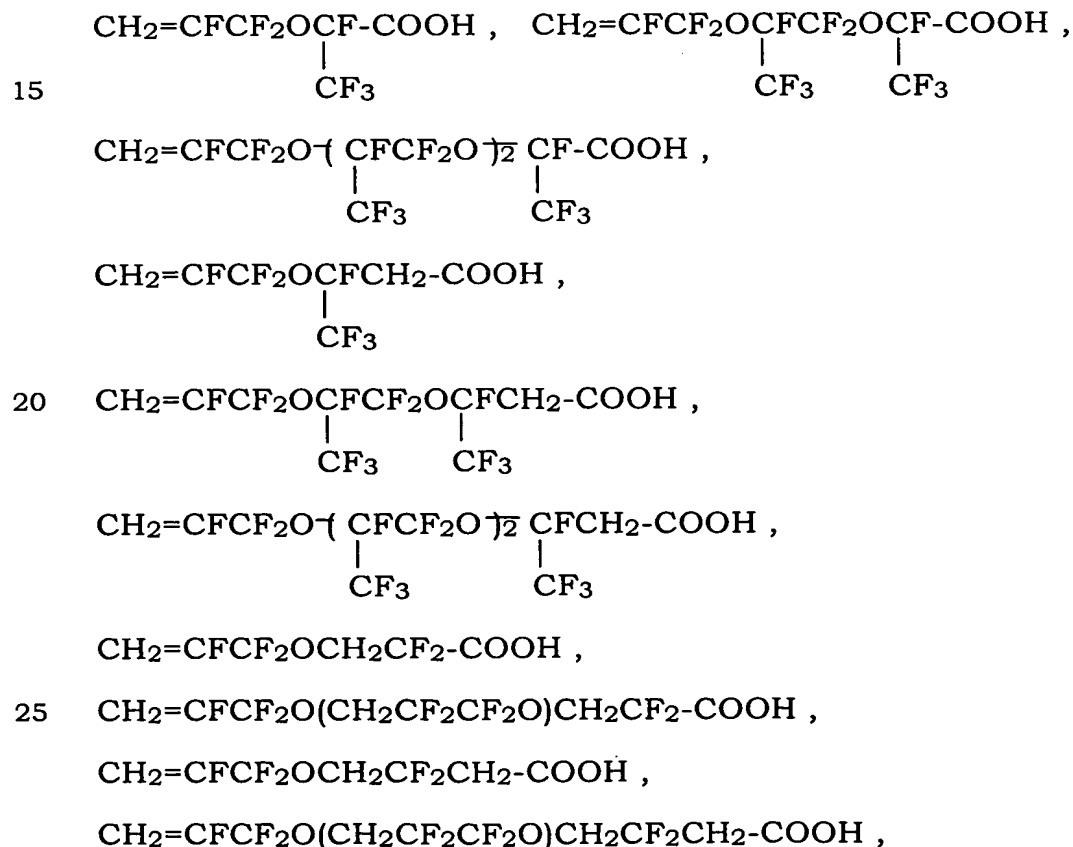 CH2=CFCF2OCF-COOH , CH2=CFCF2OCFCF2OCF-COOH ,
15 CF3 CF3 CF3
CH2=CFCF2O-( CFCF2O )2 CF-COOH ,
CF3 CF3
CH2=CFCF2OCFCH2-COOH ,
CF3
20 CH2=CFCF2OCFCF2OCFCH2-COOH ,
CF3 CF3
CH2=CFCF2O-( CFCF2O )2 CFCH2-COOH ,
CF3 CF3
CH2=CFCF2OCH2CF2-COOH ,
25 CH2=CFCF2O(CH2CF2CF2O)CH2CF2-COOH ,
CH2=CFCF2OCH2CF2CH2-COOH ,
CH2=CFCF2O(CH2CF2CF2O)CH2CF2CH2-COOH ,